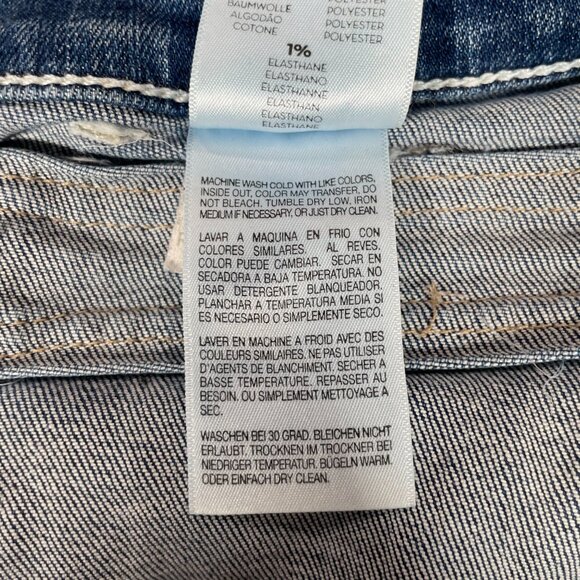 BAUMWOLLE
ALGODÃO
COTONE
POLYESTER
POLYESTER
POLYESTER
POLYESTER
1%
ELASTHANE
ELASTHANO
ELASTHANNE
ELASTHAN
ELASTHANO
ELASTHANE
MACHINE WASH COLD WITH LIKE COLORS,
INSIDE OUT, COLOR MAY TRANSFER. DO
NOT BLEACH. TUMBLE DRY LOW. IRON
MEDIUM IF NECESSARY, OR JUST DRY CLEAN.
LAVAR A MAQUINA EN FRIO CON
COLORES SIMILARES. AL REVES.
COLOR PUEDE CAMBIAR. SECAR EN
SECADORA A BAJA TEMPERATURA. NO
USAR DETERGENTE BLANQUEADOR.
PLANCHAR A TEMPERATURA MEDIA SI
ES NECESARIO O SIMPLEMENTE SECO.
LAVER EN MACHINE A FROID AVEC DES
COULEURS SIMILAIRES. NE PAS UTILISER
D'AGENTS DE BLANCHIMENT. SECHER A
BASSE TEMPERATURE. REPASSER AU
BESOIN. OU SIMPLEMENT METTOYAGE A
SEC.
WASCHEN BEI 30 GRAD. BLEICHEN NICHT
ERLAUBT. TROCKNEN IM TROCKNER BEI
NIEDRIGER TEMPERATUR. BÜGELN WARM.
ODER EINFACH DRY CLEAN.